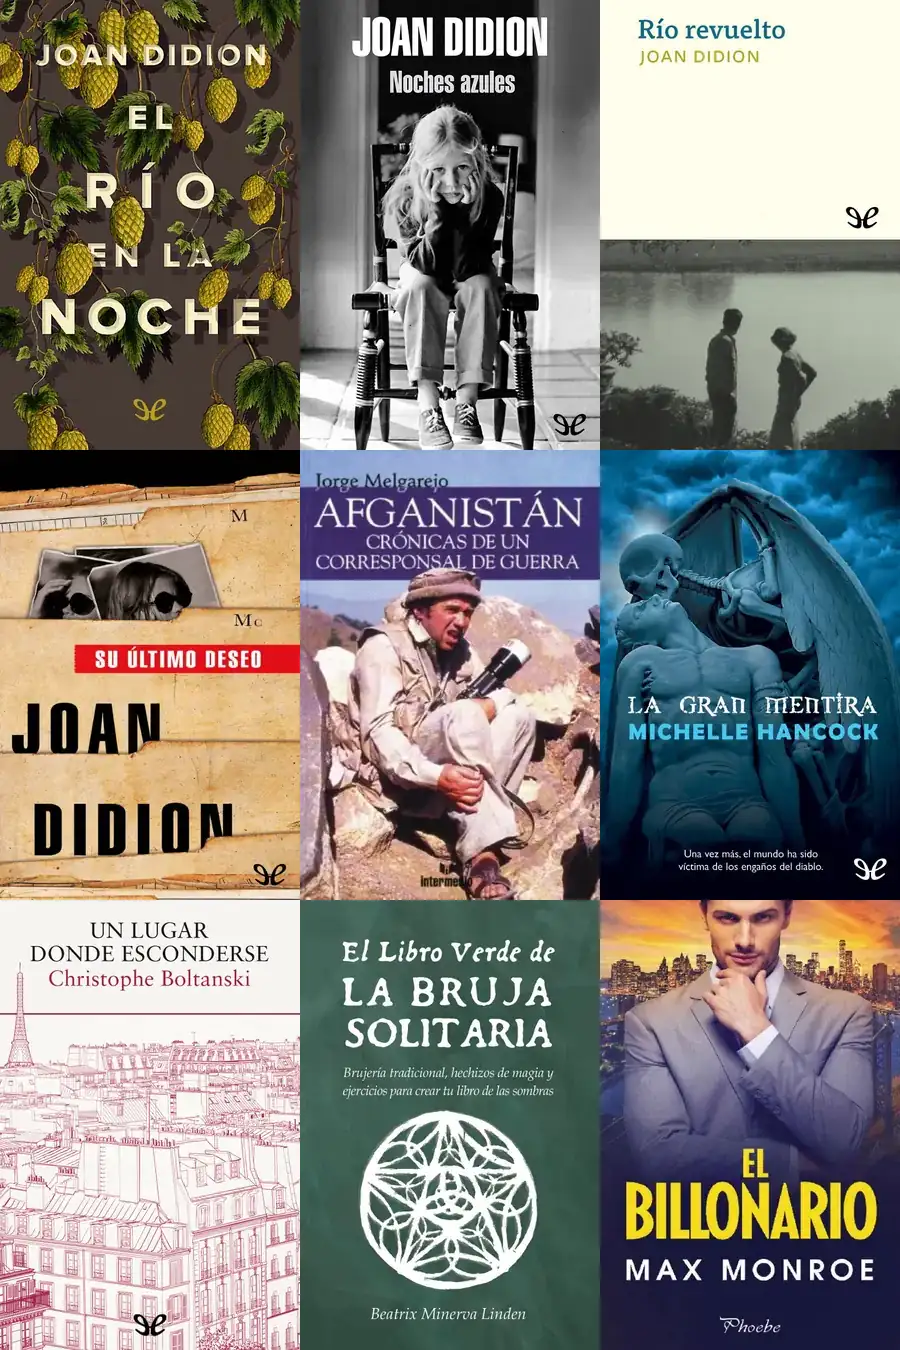 JOAN DIDION
EL
RÍO
EN LA
NOCHE
JOAN DIDION
Noches azules
Río revuelto
JOAN DIDION
M
Mc
SU ÚLTIMO DESEO
JOAN
DIDION
Jorge Melgarejo
AFGANISTÁN
CRÓNICAS DE UN
CORRESPONSAL DE GUERRA
intermedio
LA GRAN MENTIRA
MICHELLE HANCOCK
Una vez más, el mundo ha sido
víctima de los engaños del diablo.
UN LUGAR
DONDE ESCONDERSE
Christophe Boltanski
El Libro Verde de
LA BRUJA
SOLITARIA
Brujería tradicional, hechizos de magia y
ejercicios para crear tu libro de las sombras
Beatrix Minerva Linden
EL
BILLONARIO
MAX MONROE
Phoebe